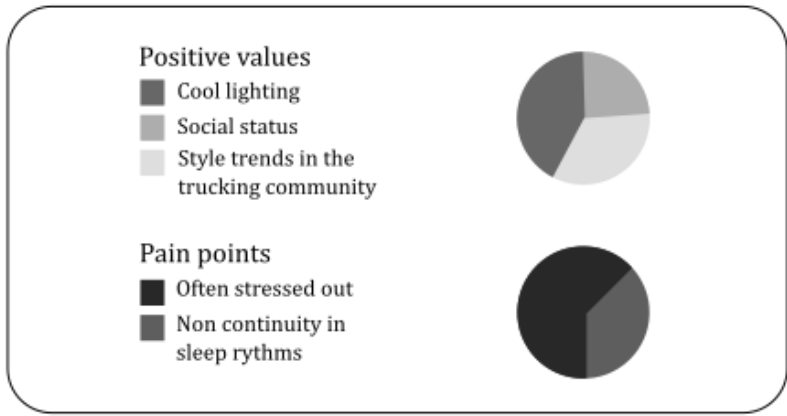 Positive values
Cool lighting
Social status
Style trends in the
trucking community
Pain points
Often stressed out
Non continuity in
sleep rythms